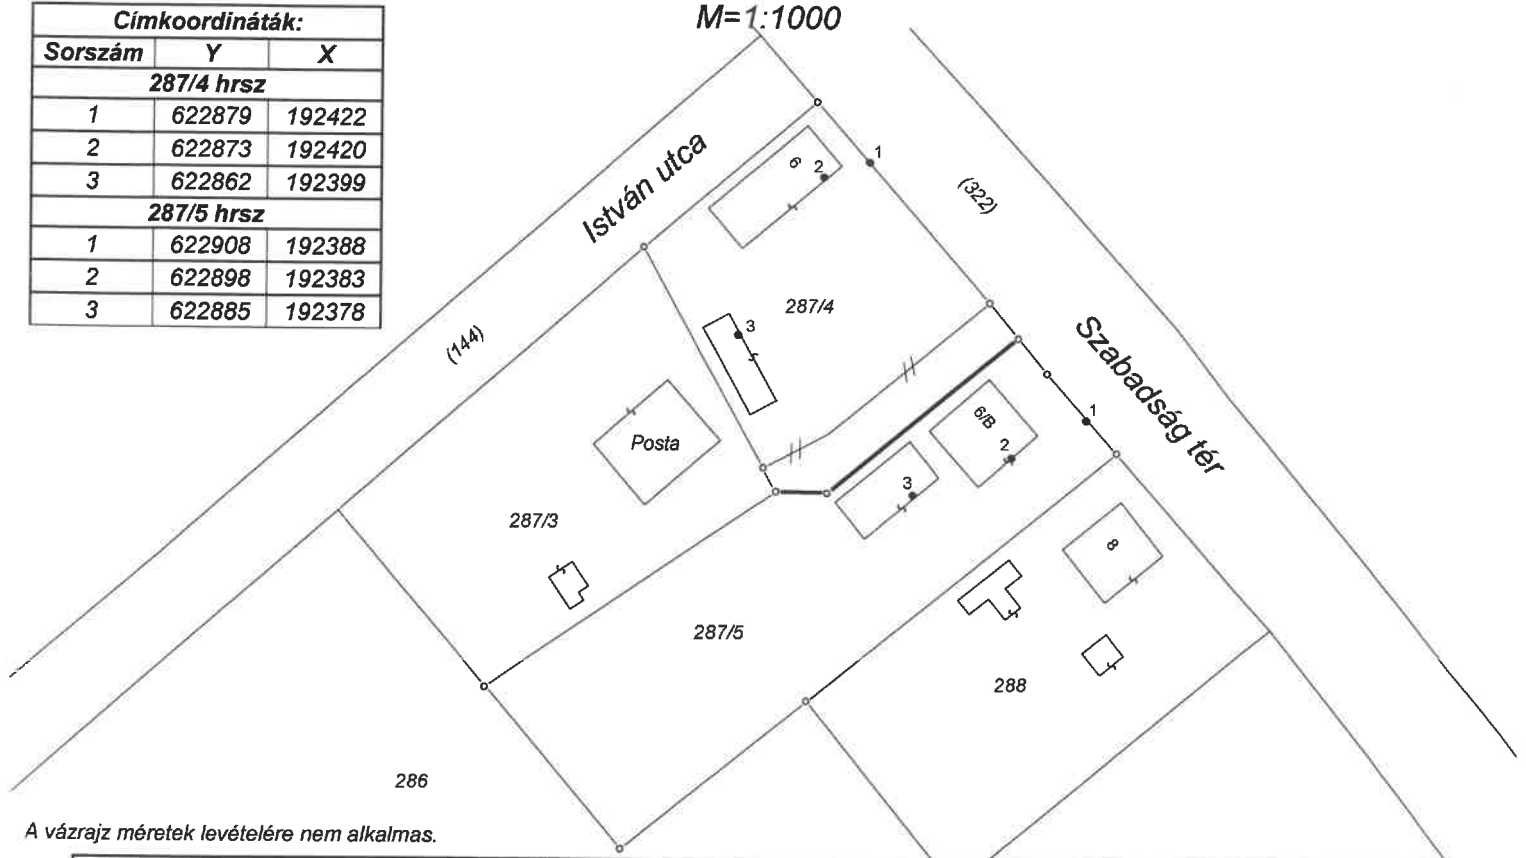 M=1:1000
Címkoordináták:
Sorszám Y X
287/4 hrsz
1 622879 192422
2 622873 192420
3 622862 192399
287/5 hrsz
1 622908 192388
2 622898 192383
3 622885 192378
István utca
6
2
1
(322)
287/4
3
(144)
Szabadság tér
Posta
6/B
1
2
3
287/3
8
287/5
288
286
A vázrajz méretek levételére nem alkalmas.